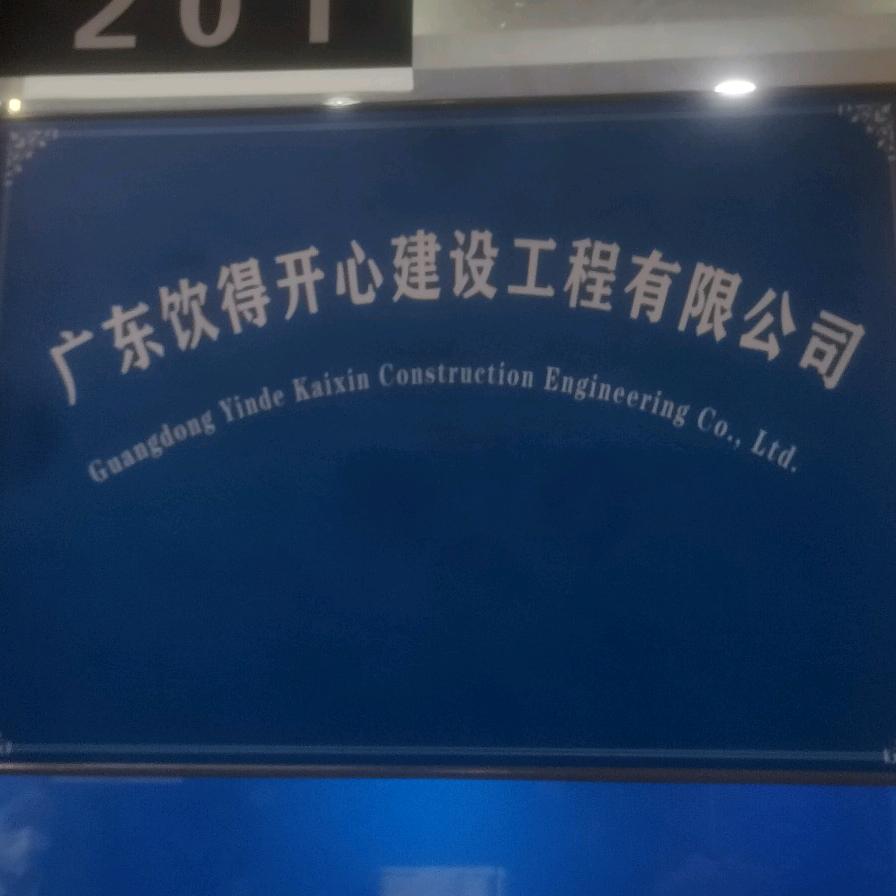 201
广东饮得开心建设工程有限公司
Guangdong Yinde Kaixin Construction Engineering Co., Ltd.